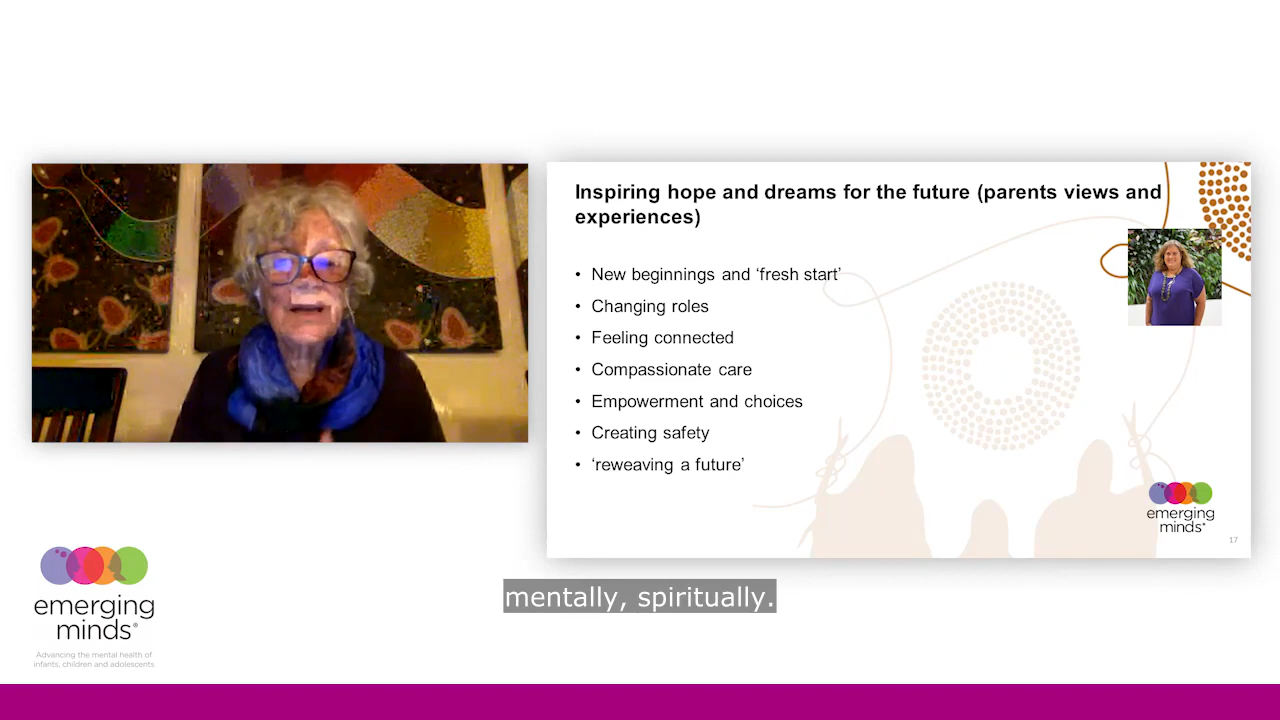 Inspiring hope and dreams for the future (parents views and
experiences)
• New beginnings and ‘fresh start’
• Changing roles
• Feeling connected
• Compassionate care
• Empowerment and choices
• Creating safety
• ‘reweaving a future’
emerging
minds®
17
mentally, spiritually.
emerging
minds®
Advancing the mental health of
infants, children and adolescents